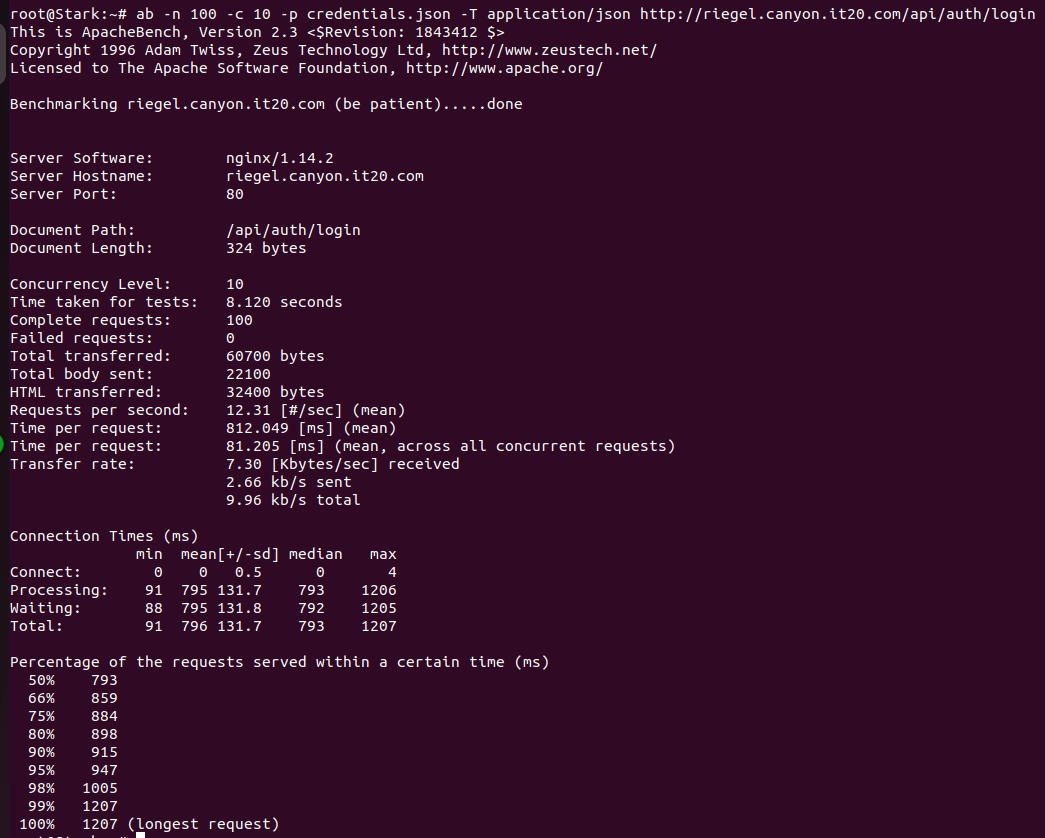 root@Stark:~# ab -n 100 -c 10 -p credentials.json -T application/json http://riegel.canyon.it20.com/api/auth/login
This is ApacheBench, Version 2.3 <$Revision: 1843412 $>
Copyright 1996 Adam Twiss, Zeus Technology Ltd, http://www.zeustech.net/
Licensed to The Apache Software Foundation, http://www.apache.org/
Benchmarking riegel.canyon.it20.com (be patient).....done
Server Software:        nginx/1.14.2
Server Hostname:        riegel.canyon.it20.com
Server Port:            80
Document Path:          /api/auth/login
Document Length:        324 bytes
Concurrency Level:      10
Time taken for tests:   8.120 seconds
Complete requests:      100
Failed requests:        0
Total transferred:      60700 bytes
Total body sent:        22100
HTML transferred:       32400 bytes
Requests per second:    12.31 [#/sec] (mean)
Time per request:       812.049 [ms] (mean)
Time per request:       81.205 [ms] (mean, across all concurrent requests)
Transfer rate:          7.30 [Kbytes/sec] received
                        2.66 kb/s sent
                        9.96 kb/s total
Connection Times (ms)
              min  mean[+/-sd] median   max
Connect:        0    0   0.5      0       4
Processing:    91  795 131.7    793    1206
Waiting:       88  795 131.8    792    1205
Total:         91  796 131.7    793    1207
Percentage of the requests served within a certain time (ms)
  50%    793
  66%    859
  75%    884
  80%    898
  90%    915
  95%    947
  98%   1005
  99%   1207
 100%   1207 (longest request)